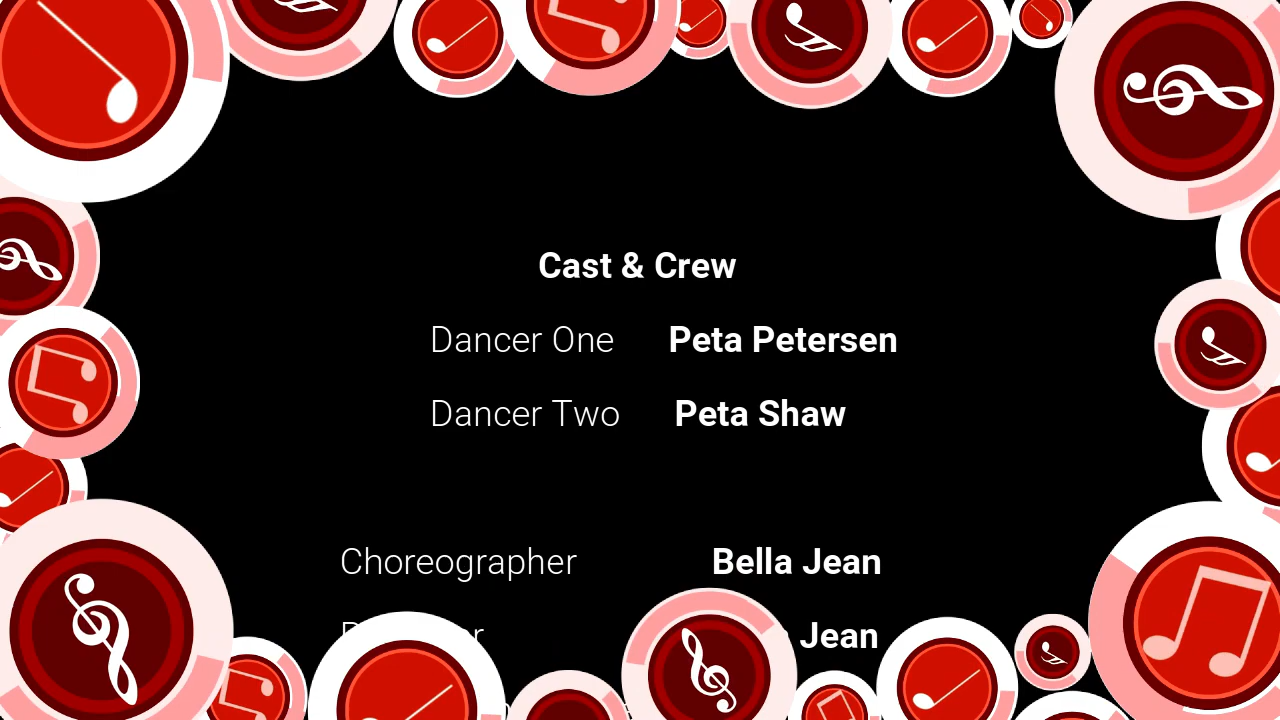 Cast & Crew
Dancer One Peta Petersen
Dancer Two Peta Shaw
Choreographer Bella Jean
Jean